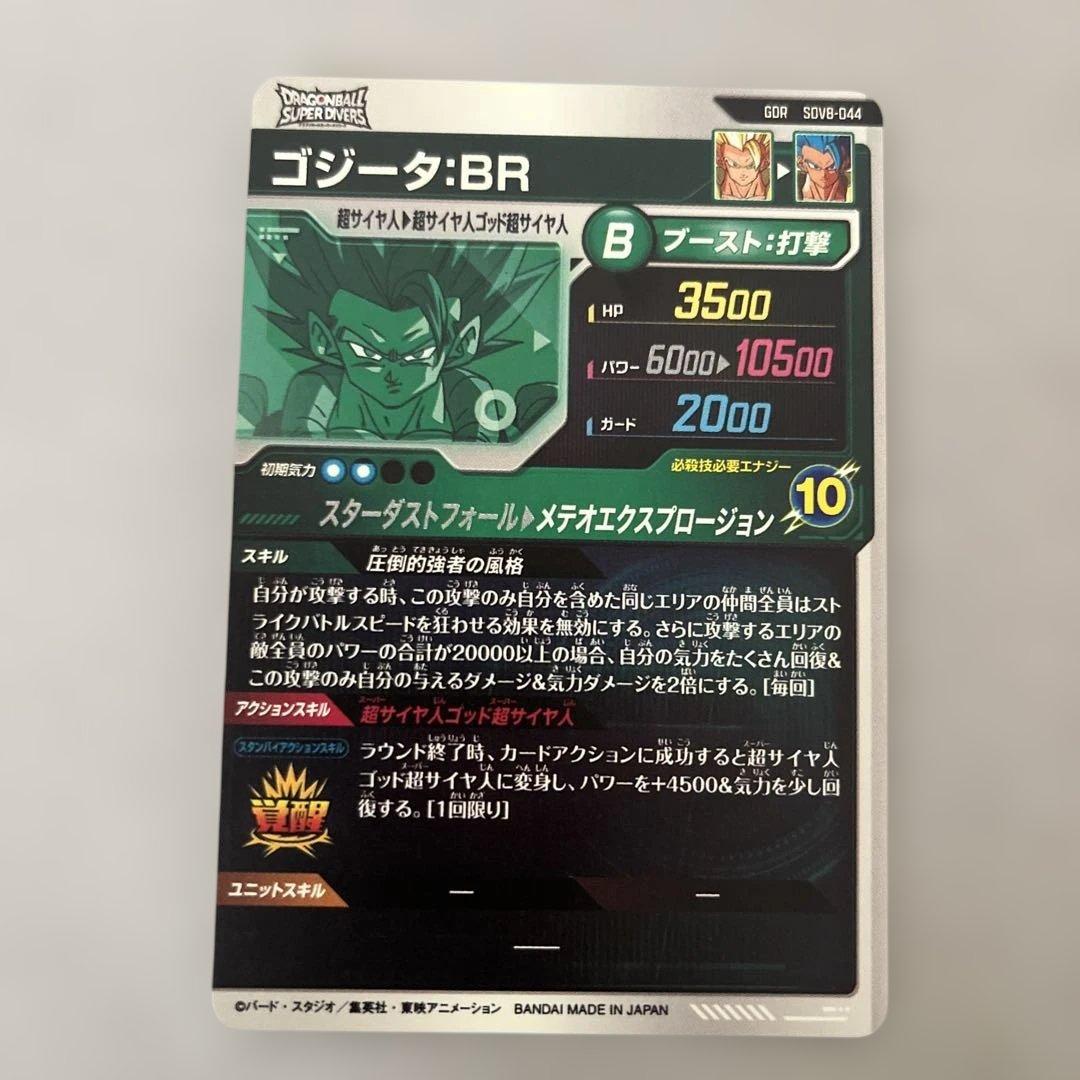 DRAGONBALL
SUPER DIVERS
GDR SDV8-044
ゴジータ:BR
超サイヤ人▶超サイヤ人ゴッド超サイヤ人
B ブースト:打撃
HP 3500
パワー 6000▶10500
ガード 2000
初期気力
必殺技必要エナジー
10
スターダストフォール▶メテオエクスプロージョン
スキル 圧倒的強者の風格
自分が攻撃する時、この攻撃のみ自分を含めた同じエリアの仲間全員はスト
ライクバトルスピードを狂わせる効果を無効にする。さらに攻撃するエリアの
敵全員のパワーの合計が20000以上の場合、自分の気力をたくさん回復&
この攻撃のみ自分の与えるダメージ&気力ダメージを2倍にする。[毎回]
アクションスキル 超サイヤ人ゴッド超サイヤ人
スタンバイアクションスキル
覚醒
ラウンド終了時、カードアクションに成功すると超サイヤ人
ゴッド超サイヤ人に変身し、パワーを+4500&気力を少し回
復する。[1回限り]
ユニットスキル — —
—
©バード・スタジオ/集英社・東映アニメーション BANDAI MADE IN JAPAN